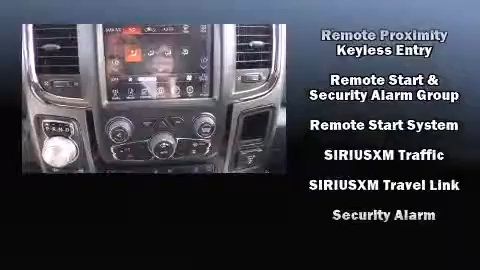 Remote Proximity
Keyless Entry
Remote Start &
Security Alarm Group
Remote Start System
SIRIUSXM Traffic
SIRIUSXM Travel Link
Security Alarm